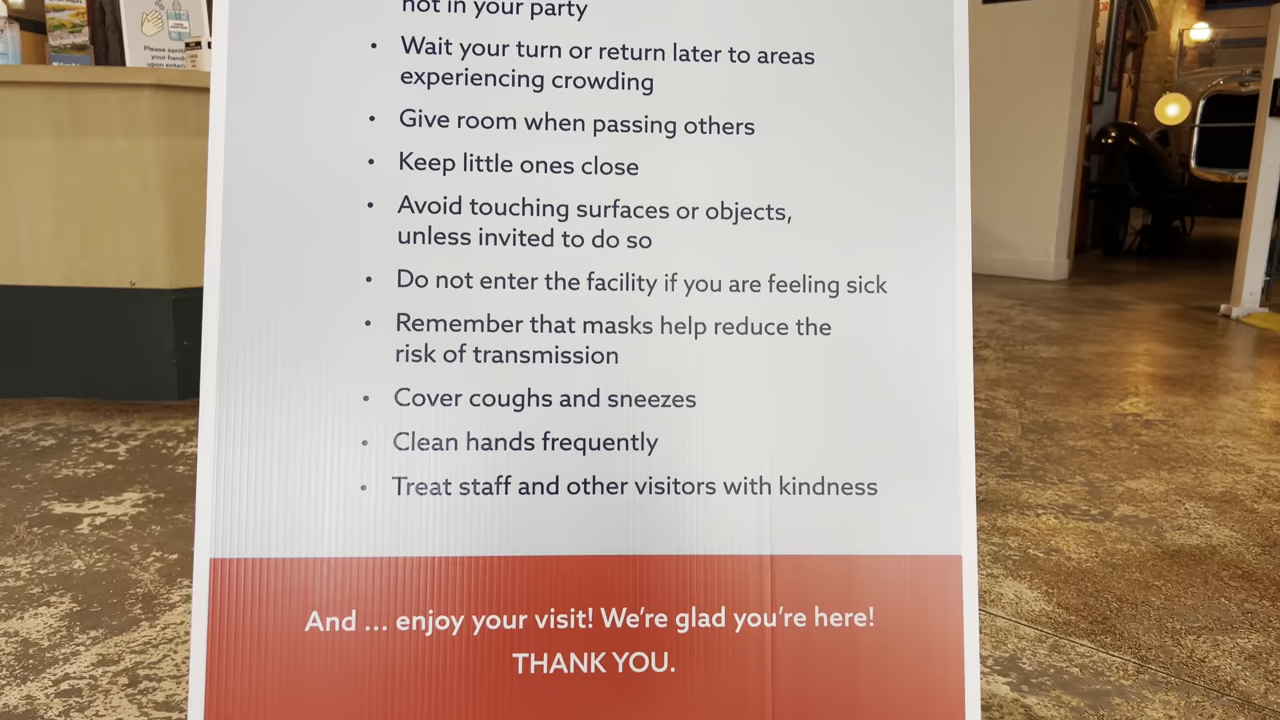 not in your party
• Wait your turn or return later to areas
experiencing crowding
• Give room when passing others
• Keep little ones close
• Avoid touching surfaces or objects,
unless invited to do so
• Do not enter the facility if you are feeling sick
• Remember that masks help reduce the
risk of transmission
• Cover coughs and sneezes
• Clean hands frequently
• Treat staff and other visitors with kindness
And ... enjoy your visit! We're glad you're here!
THANK YOU.
Please
your hand
upon